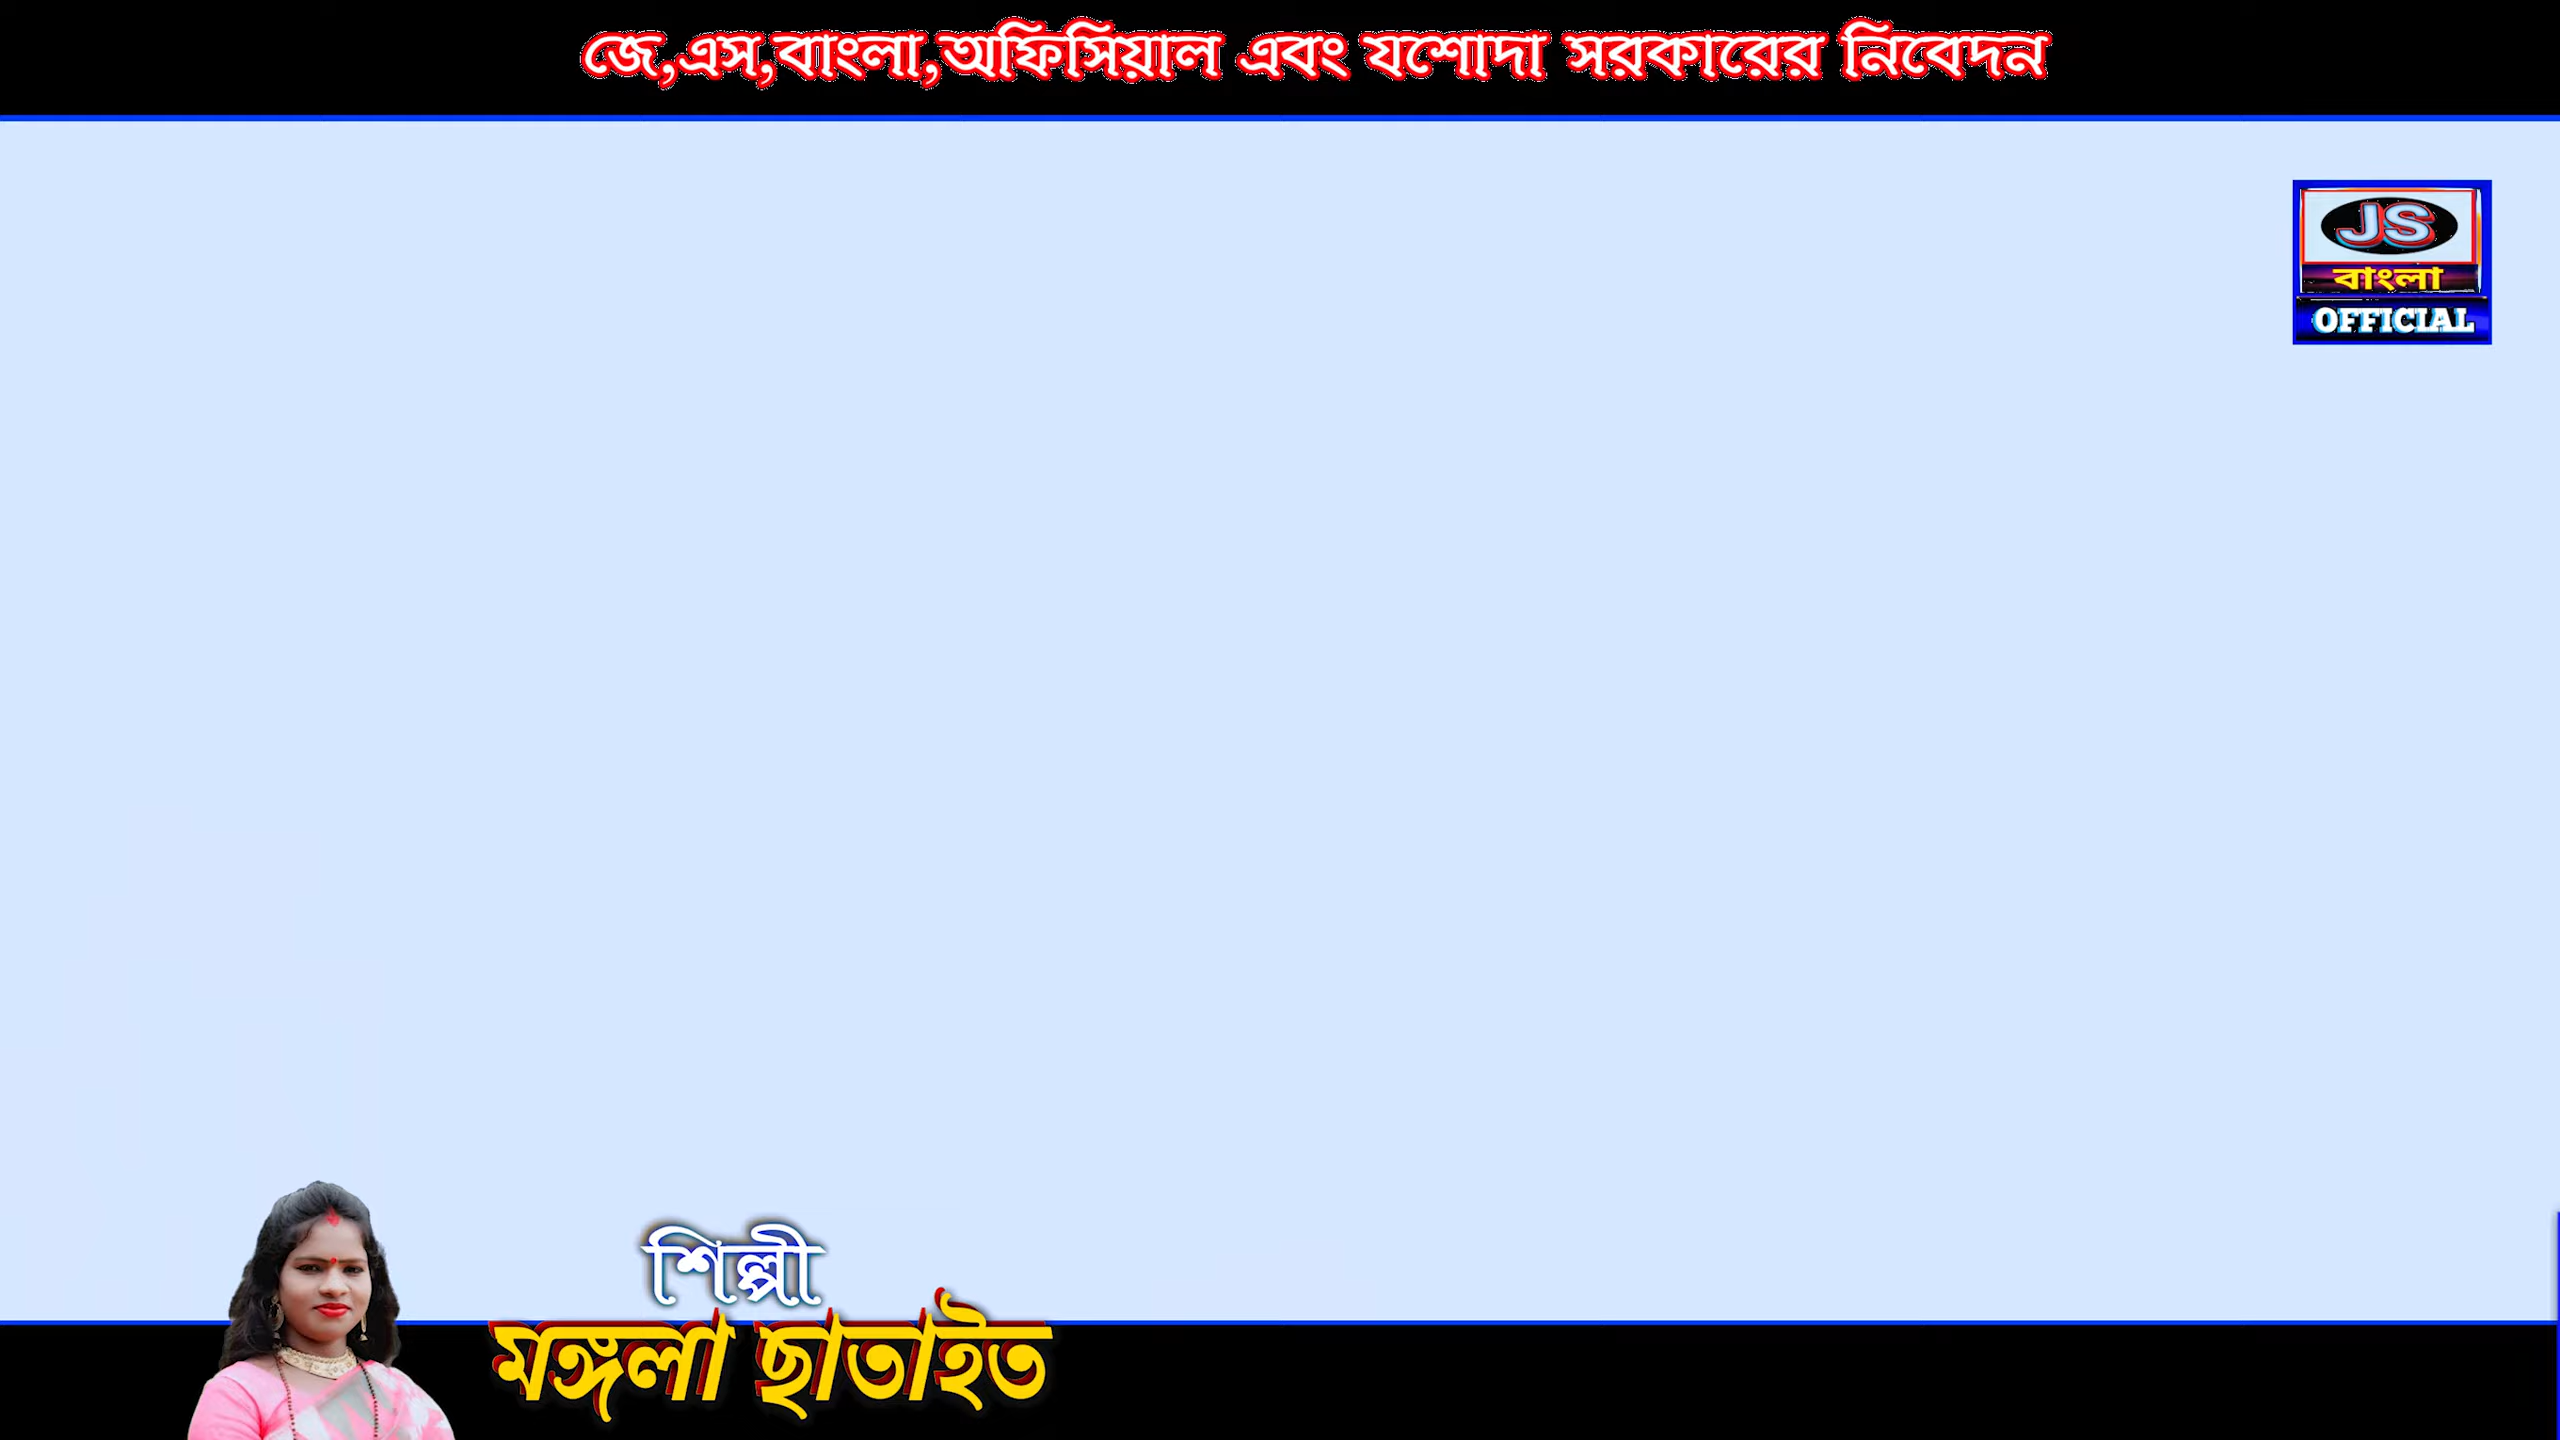 জে,এস,বাংলা,অফিসিয়াল এবং যশোদা সরকারের নিবেদন
JS
বাংলা
OFFICIAL
শিল্পী
মঙ্গলা ছাতাইত